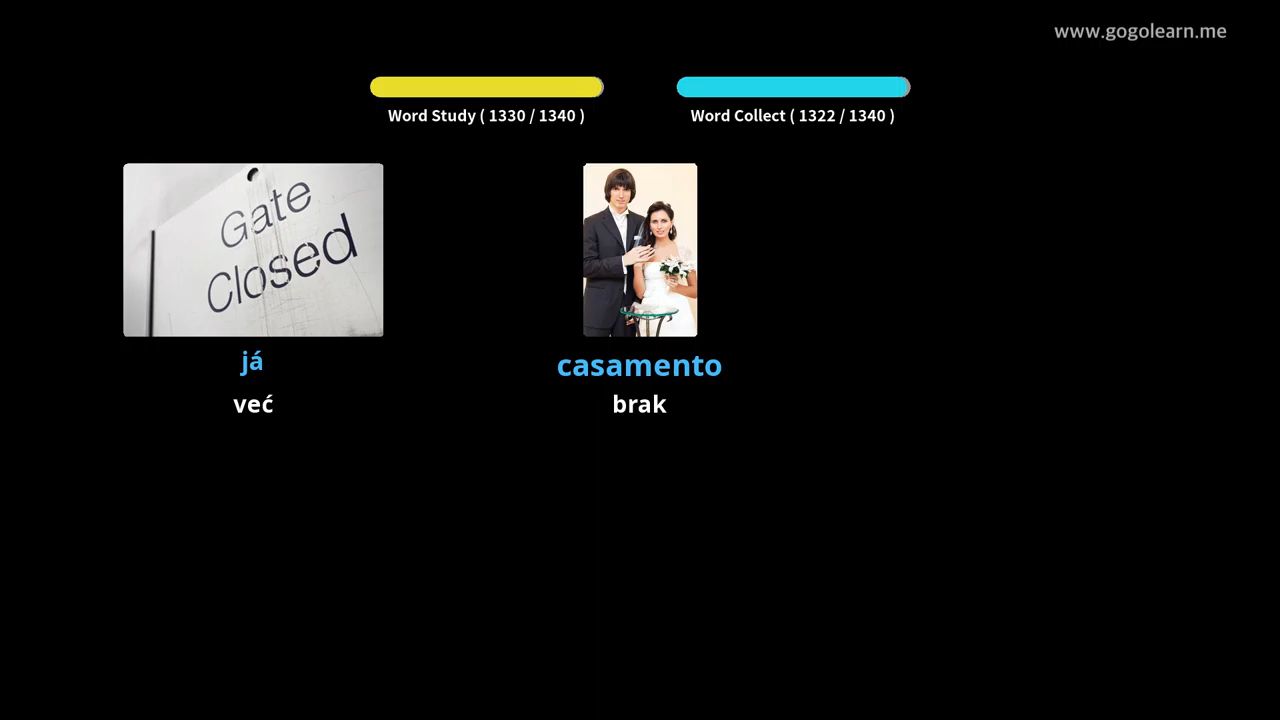 www.gogolearn.me
Word Study ( 1330 / 1340 )
Word Collect ( 1322 / 1340 )
Gate
Closed
já
casamento
već
brak